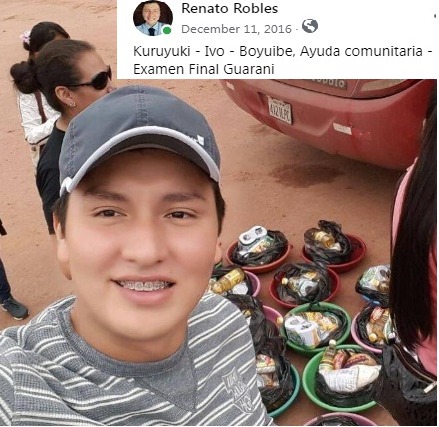 Renato Robles
December 11, 2016 ·
Kuruyuki - Ivo - Boyuibe, Ayuda comunitaria -
Examen Final Guarani